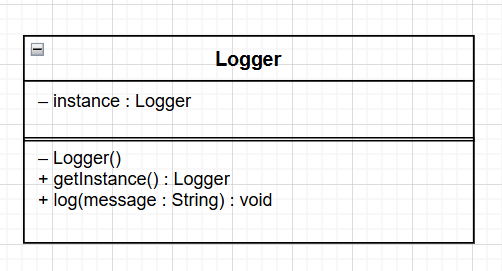 Logger
– instance : Logger
– Logger()
+ getInstance() : Logger
+ log(message : String) : void